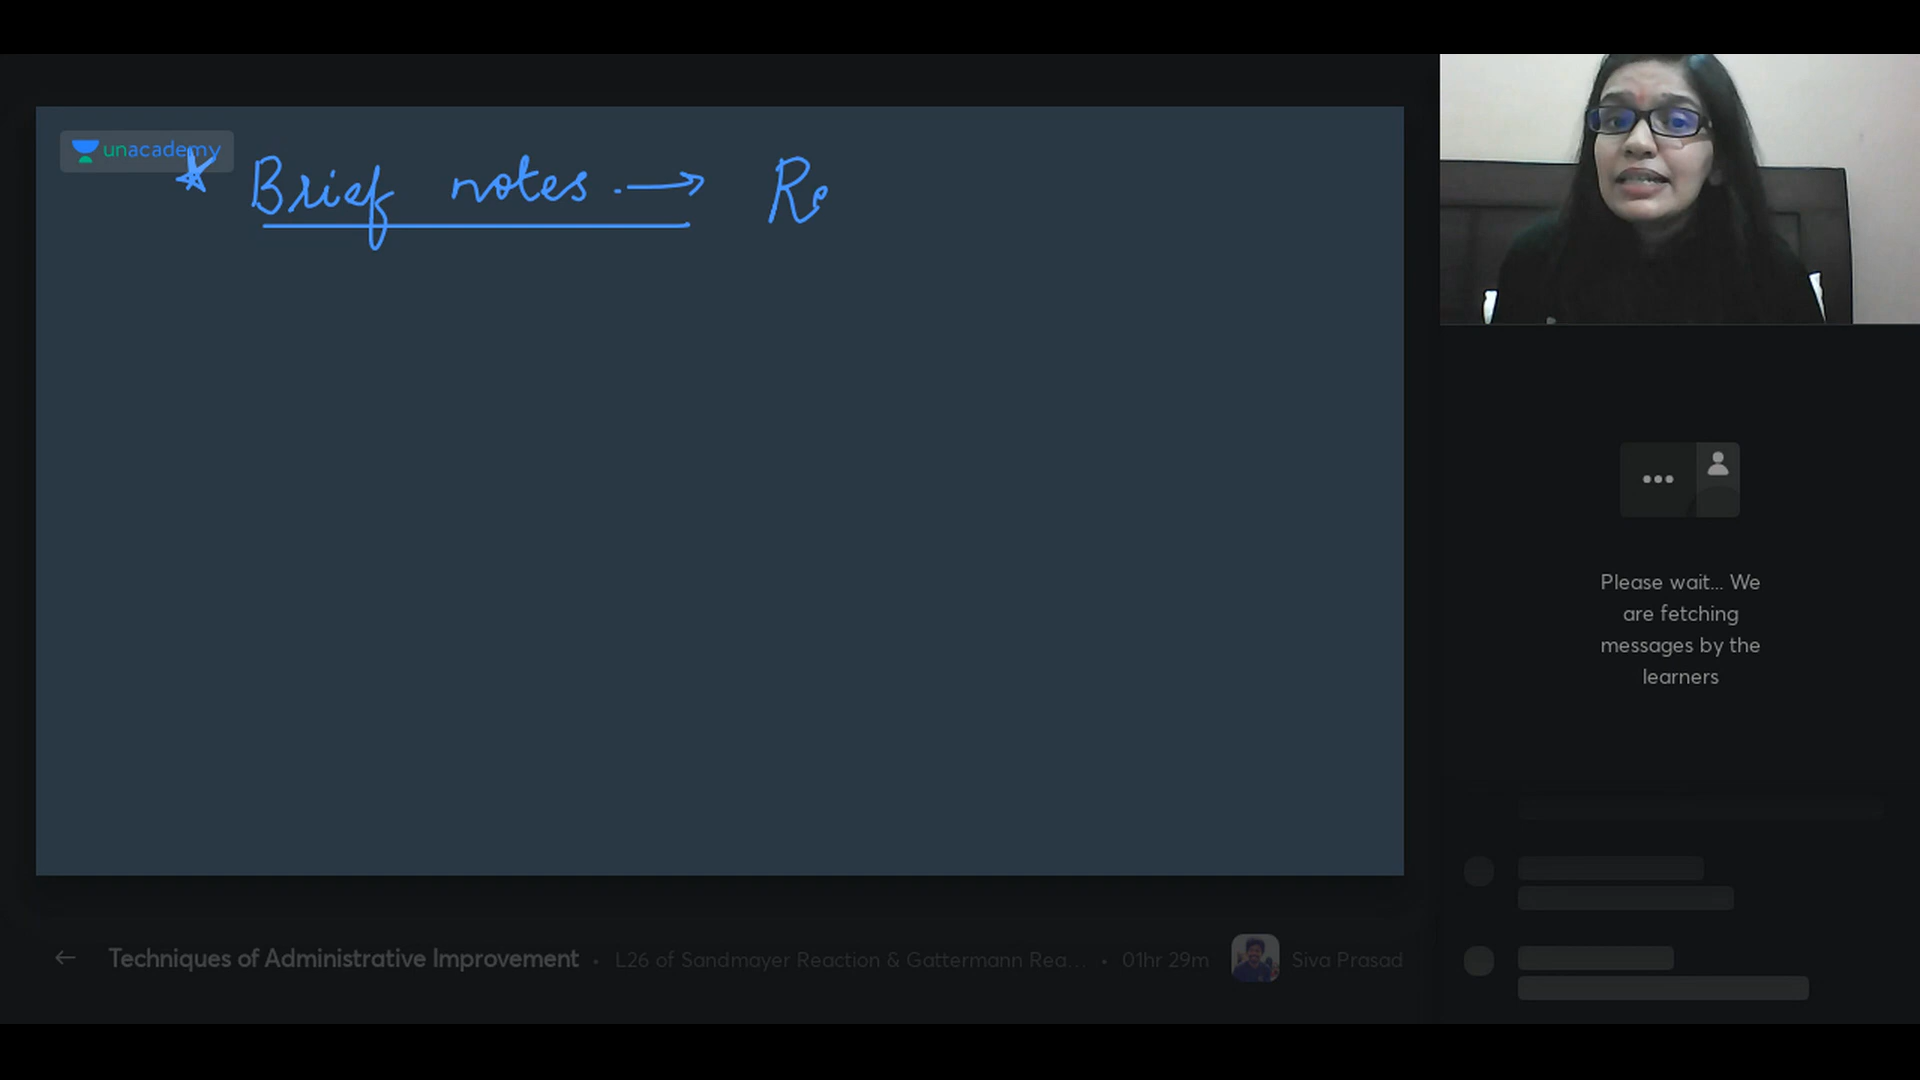 unacademy
Brief notes. → Re
Please wait... We
are fetching
messages by the
learners
← Techniques of Administrative Improvement • L26 of Sandmayer Reaction & Gattermann Rea... • 01hr 29m Siva Prasad